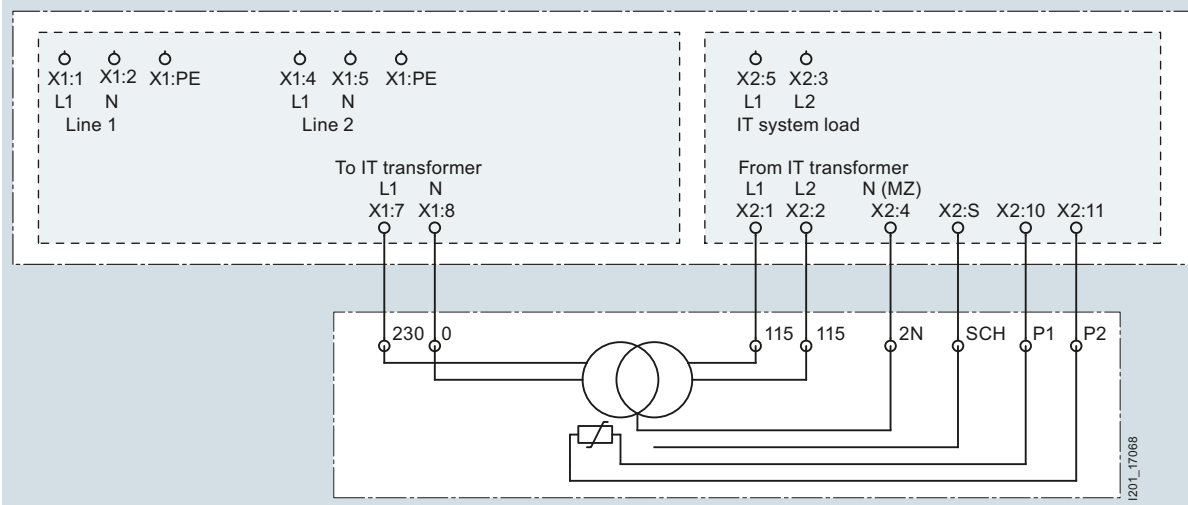 X1:1 X1:2 X1:PE X1:4 X1:5 X1:PE X2:5 X2:3
L1 N L1 N L1 L2
Line 1 Line 2 IT system load
To IT transformer From IT transformer
L1 N L1 L2 N (MZ)
X1:7 X1:8 X2:1 X2:2 X2:4 X2:S X2:10 X2:11
230 0 115 115 2N SCH P1 P2
I201_17068